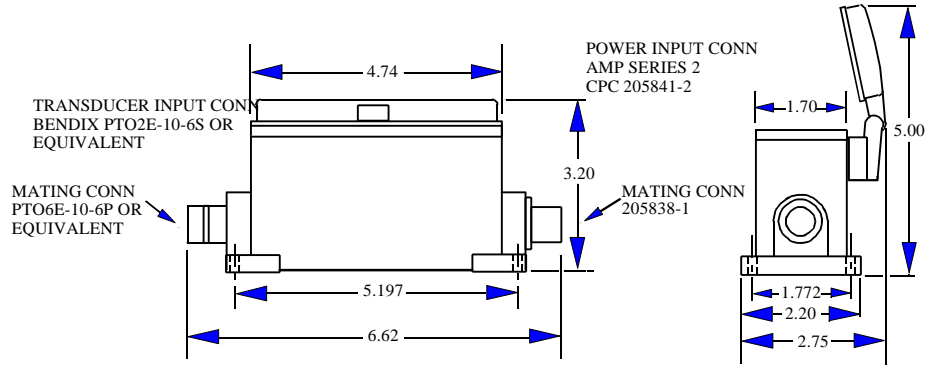 4.74
POWER INPUT CONN
AMP SERIES 2
CPC 205841-2
TRANSDUCER INPUT CONN
BENDIX PTO2E-10-6S OR
EQUIVALENT
1.70
5.00
3.20
MATING CONN
PTO6E-10-6P OR
EQUIVALENT
MATING CONN
205838-1
5.197
6.62
1.772
2.20
2.75